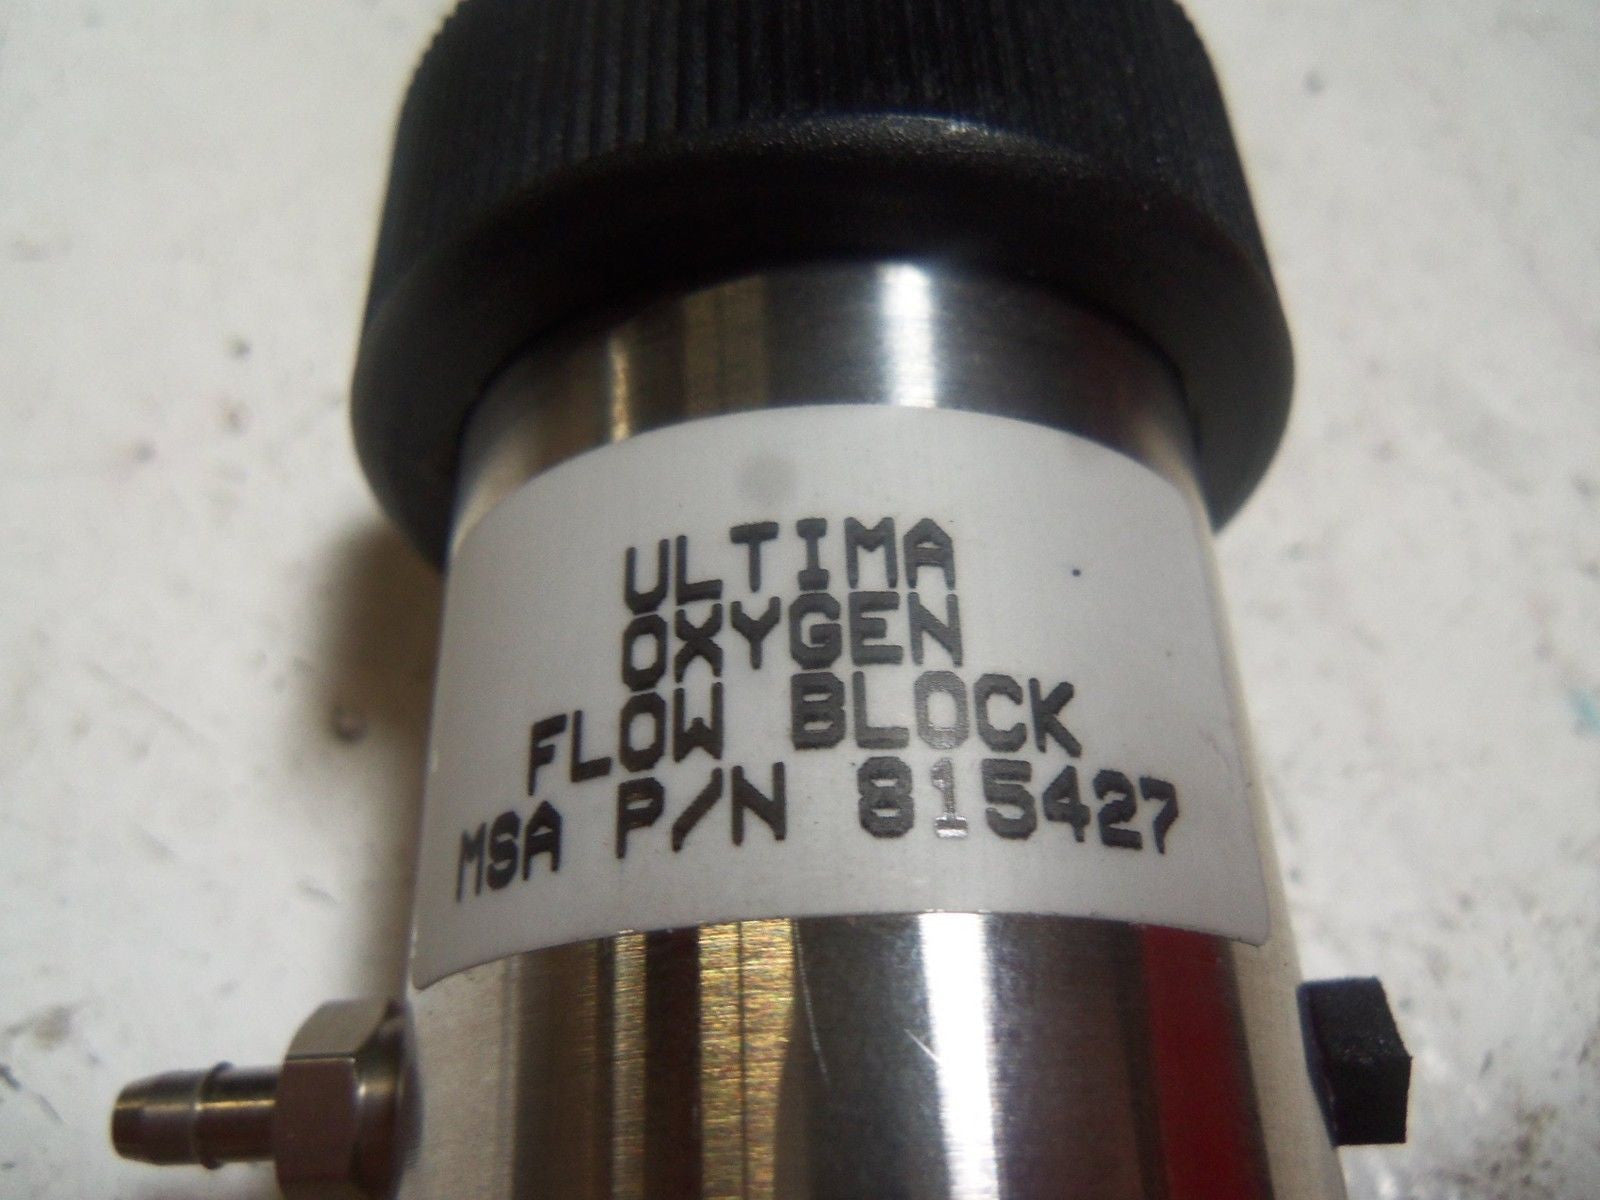 ULTIMA
OXYGEN
FLOW BLOCK
MSA P/N 815427